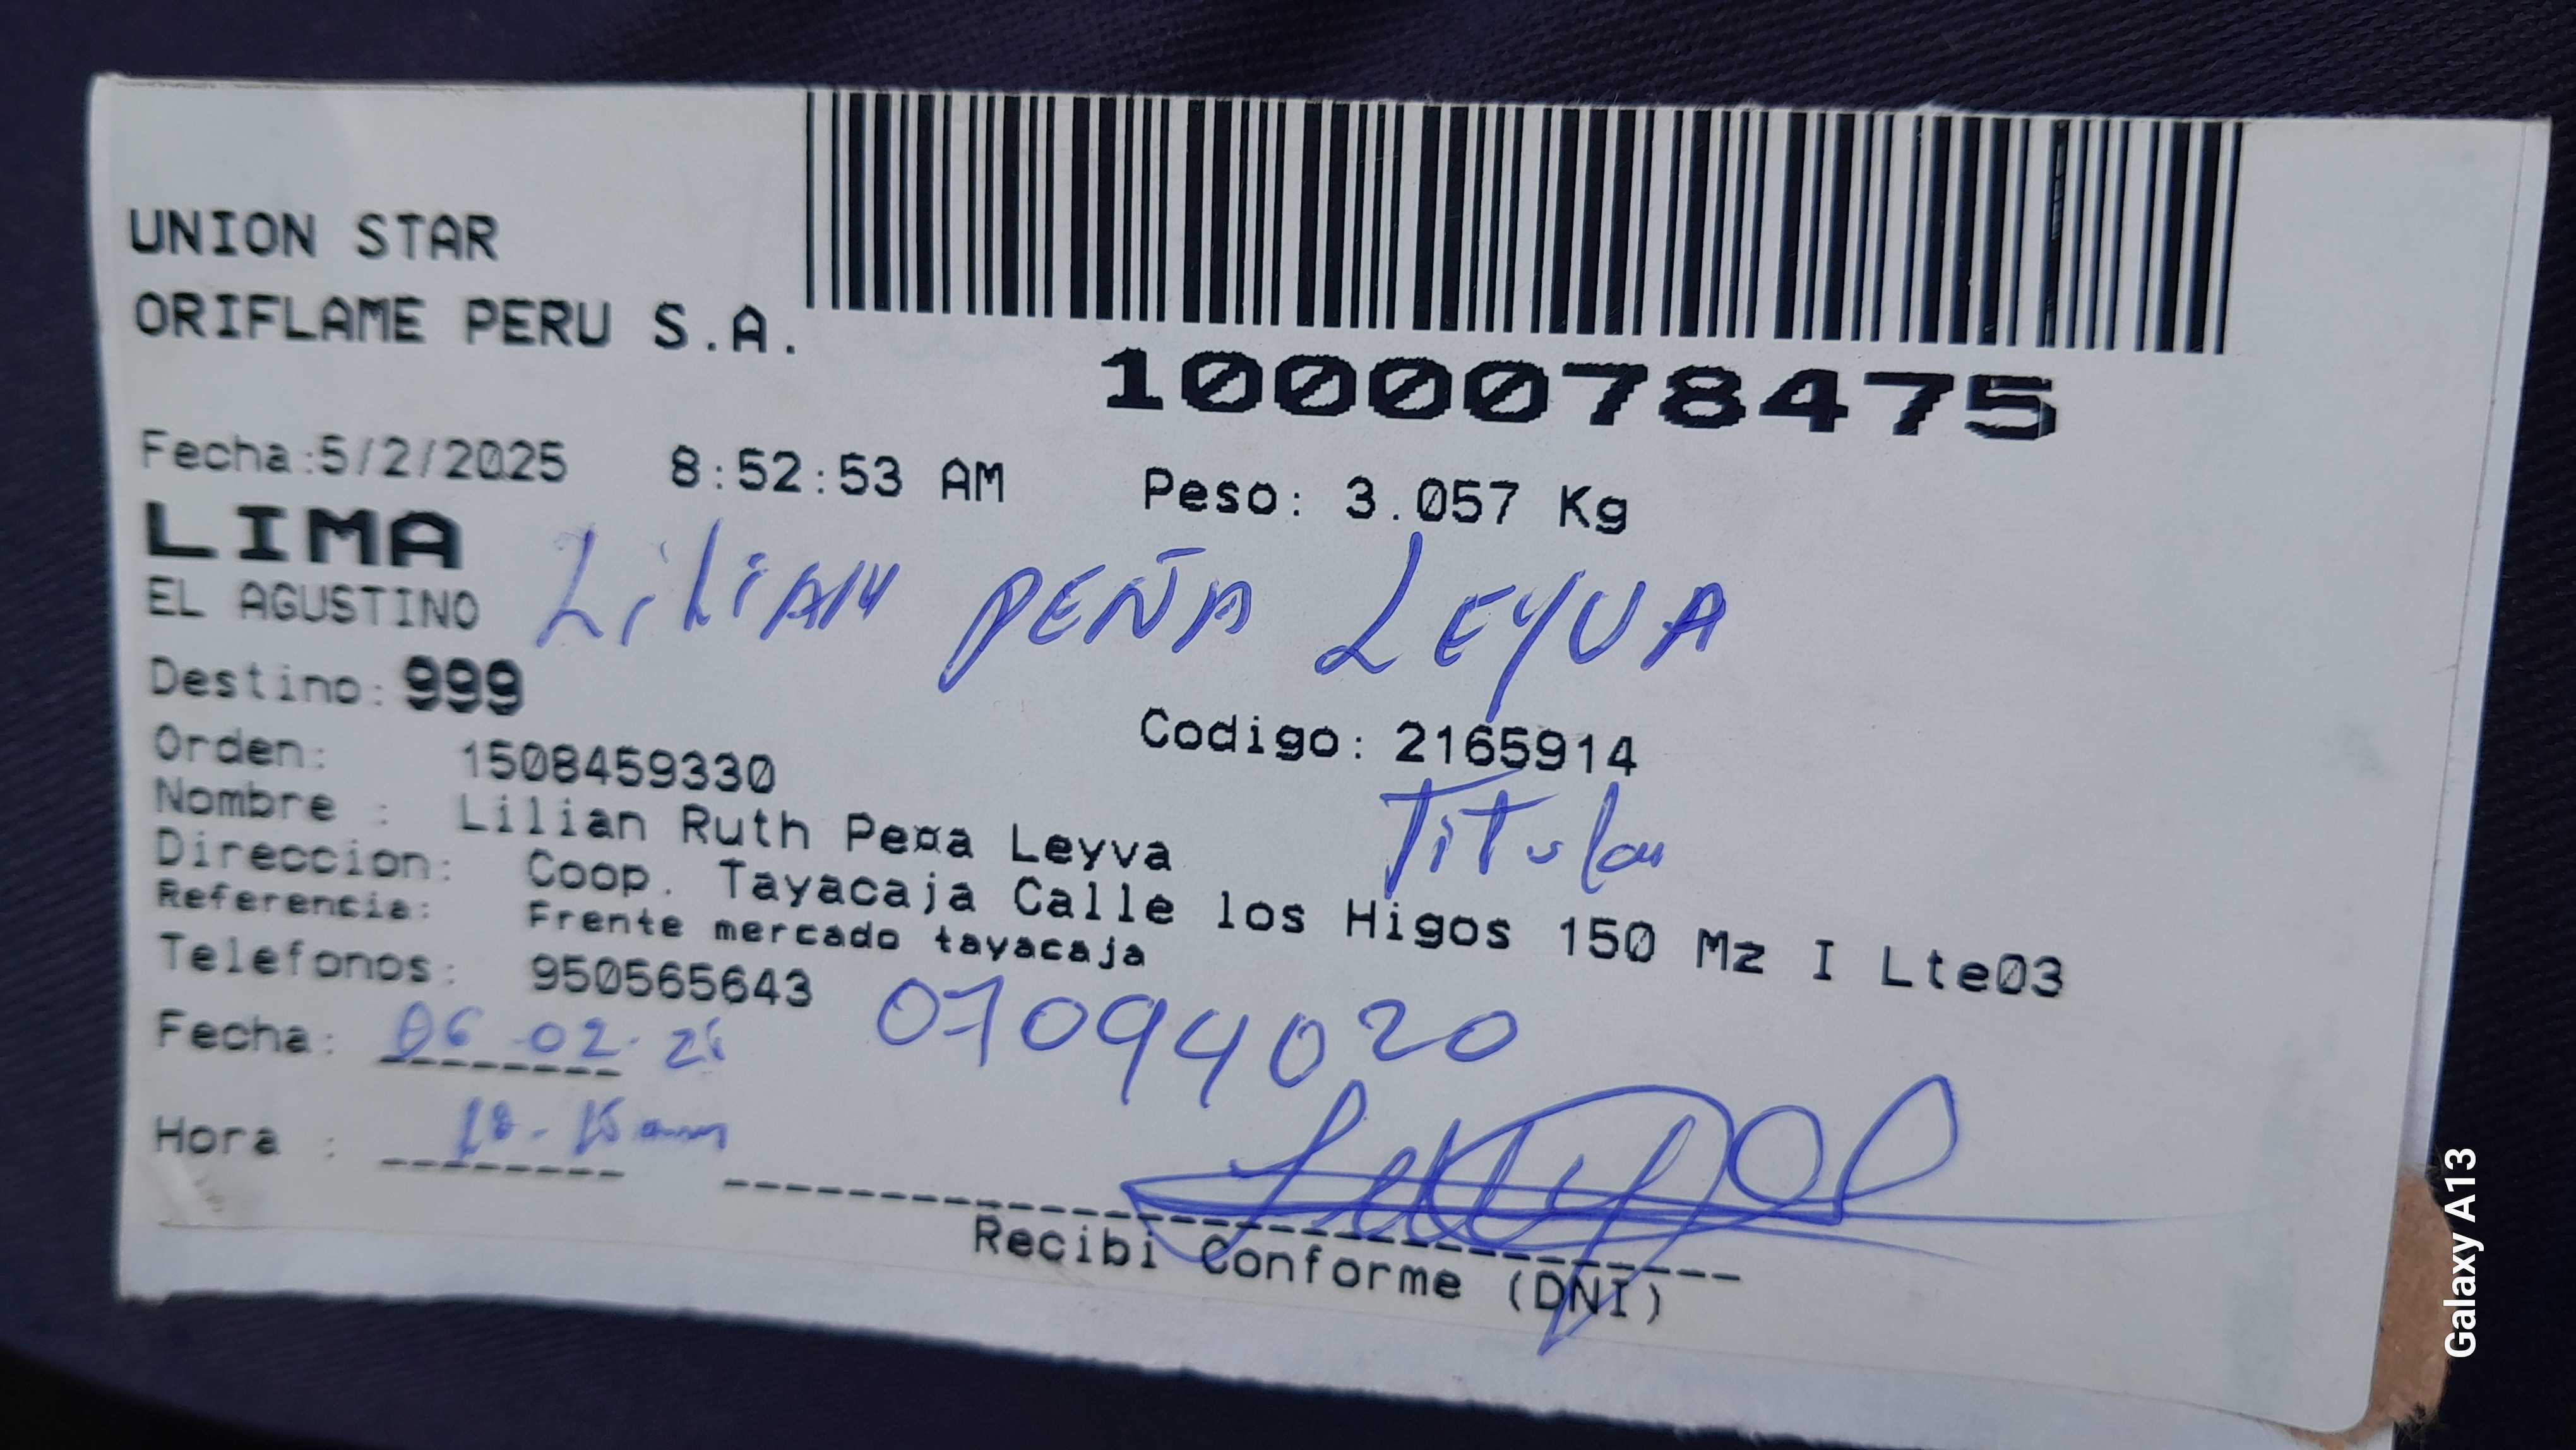 UNION STAR
ORIFLAME PERU S.A.
1000078475
Fecha:5/2/2025 8:52:53 AM Peso: 3.057 Kg
LIMA
EL AGUSTINO LiLiAN PEÑA LEYVA
Destino: 999
Orden: 1508459330 Codigo: 2165914
Nombre : Lilian Ruth Pe¤a Leyva Titular
Direccion: Coop. Tayacaja Calle los Higos 150 Mz I Lte03
Referencia: Frente mercado tayacaja
Telefonos: 950565643
07094020
Fecha: 06-02-
Hora :
Recibi Conforme (DNI)
Galaxy A13